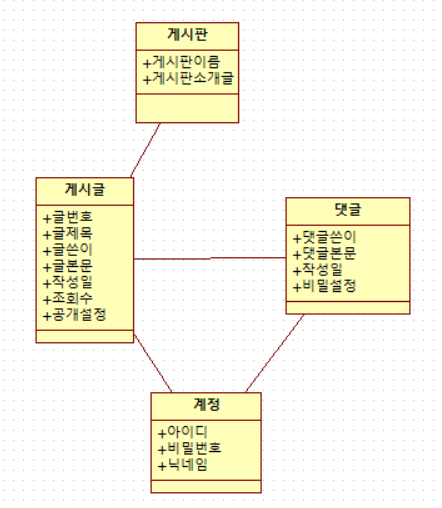 게시판
+게시판이름
+게시판소개글
게시글
+글번호
+글제목
+글쓴이
+글본문
+작성일
+조회수
+공개설정
댓글
+댓글쓴이
+댓글본문
+작성일
+비밀설정
계정
+아이디
+비밀번호
+닉네임